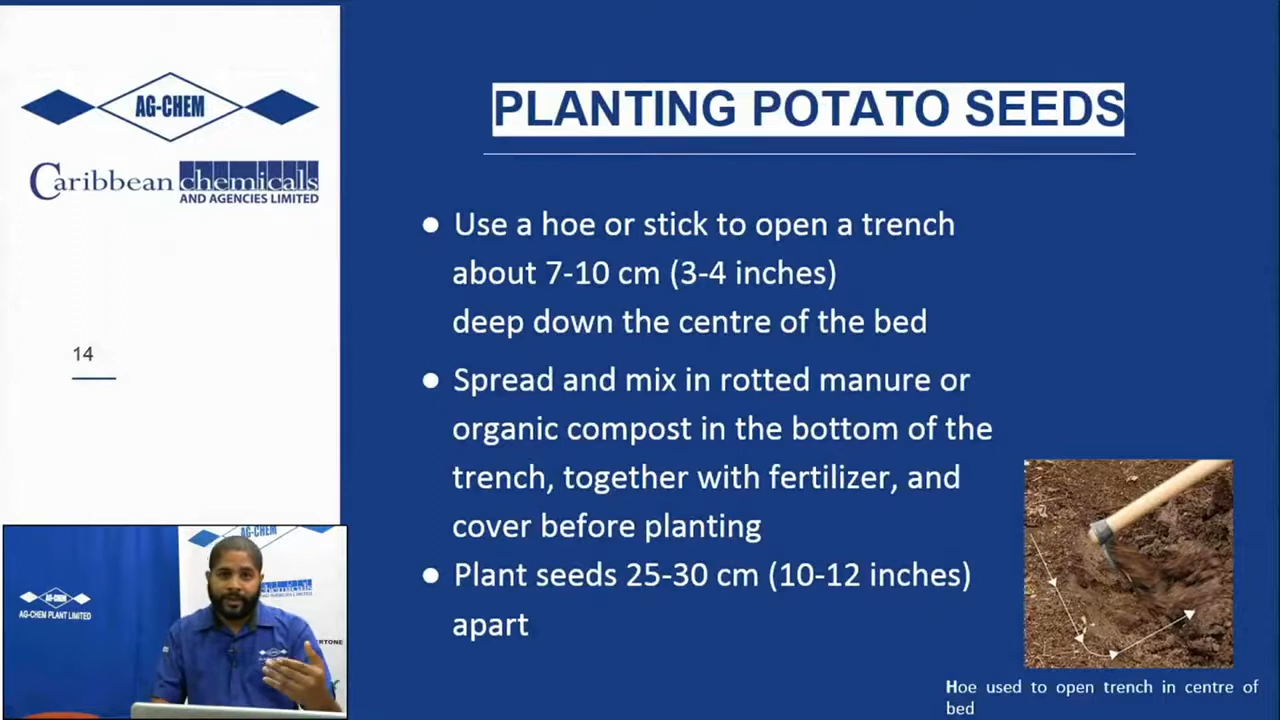 AG-CHEM
Caribbean chemicals
AND AGENCIES LIMITED
14
PLANTING POTATO SEEDS
● Use a hoe or stick to open a trench
about 7-10 cm (3-4 inches)
deep down the centre of the bed
● Spread and mix in rotted manure or
organic compost in the bottom of the
trench, together with fertilizer, and
cover before planting
● Plant seeds 25-30 cm (10-12 inches)
apart
Hoe used to open trench in centre of
bed
AG-CHEM
AG-CHEM PLANT LIMITED
AG-CHEM